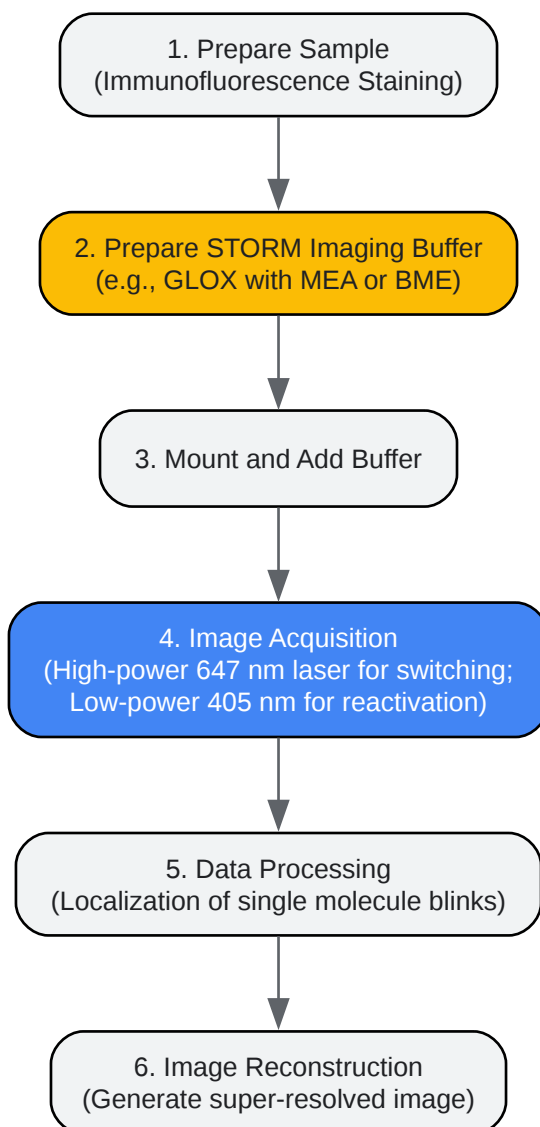 1. Prepare Sample
(Immunofluorescence Staining)
2. Prepare STORM Imaging Buffer
(e.g., GLOX with MEA or BME)
3. Mount and Add Buffer
4. Image Acquisition
(High-power 647 nm laser for switching;
Low-power 405 nm for reactivation)
5. Data Processing
(Localization of single molecule blinks)
6. Image Reconstruction
(Generate super-resolved image)